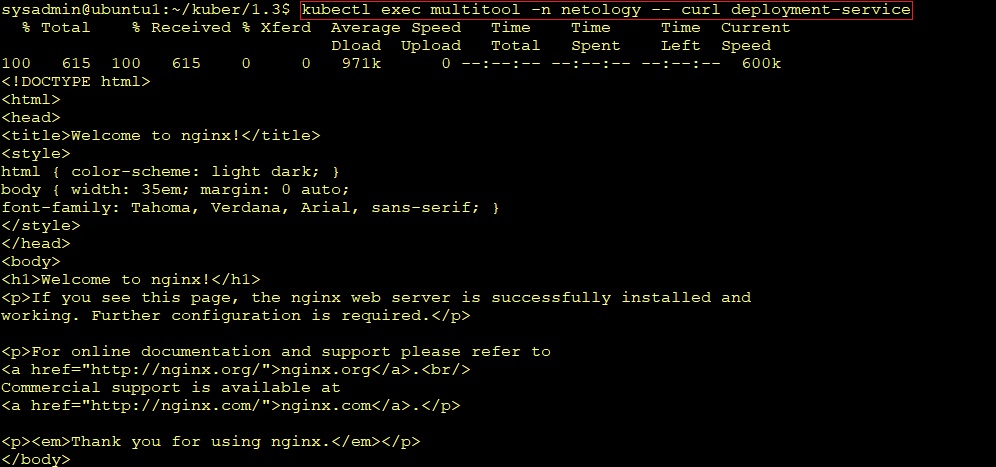 sysadmin@ubuntu1:~/kuber/1.3$ kubectl exec multitool -n netology -- curl deployment-service
  % Total    % Received % Xferd  Average Speed   Time    Time     Time  Current
                                 Dload  Upload   Total   Spent    Left  Speed
100   615  100   615    0     0   971k      0 --:--:-- --:--:-- --:--:--  600k
<!DOCTYPE html>
<html>
<head>
<title>Welcome to nginx!</title>
<style>
html { color-scheme: light dark; }
body { width: 35em; margin: 0 auto;
font-family: Tahoma, Verdana, Arial, sans-serif; }
</style>
</head>
<body>
<h1>Welcome to nginx!</h1>
<p>If you see this page, the nginx web server is successfully installed and
working. Further configuration is required.</p>

<p>For online documentation and support please refer to
<a href="http://nginx.org/">nginx.org</a>.<br/>
Commercial support is available at
<a href="http://nginx.com/">nginx.com</a>.</p>

<p><em>Thank you for using nginx.</em></p>
</body>